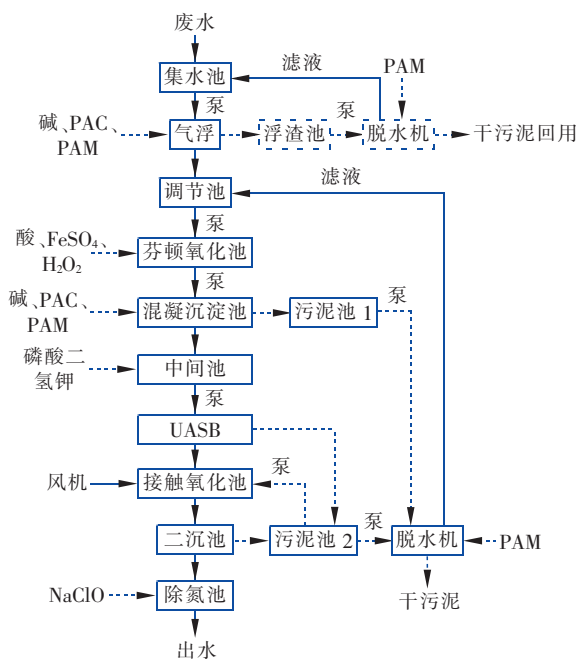 废水
集水池
滤液
PAM
泵
碱、PAC、
PAM
气浮
浮渣池
泵
脱水机
干污泥回用
调节池
滤液
泵
酸、FeSO₄、
H₂O₂
芬顿氧化池
泵
碱、PAC、
PAM
混凝沉淀池
污泥池 1
泵
磷酸二
氢钾
中间池
泵
UASB
风机
接触氧化池
泵
二沉池
污泥池 2
泵
脱水机
PAM
NaClO
除氮池
干污泥
出水